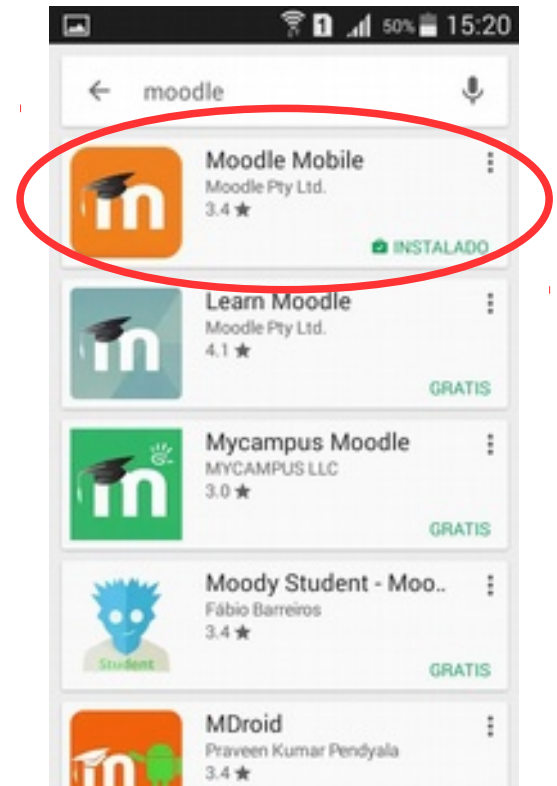 1 50% 15:20
moodle
Moodle Mobile
Moodle Pty Ltd.
3.4 ★
INSTALADO
Learn Moodle
Moodle Pty Ltd.
4.1 ★
GRATIS
Mycampus Moodle
MYCAMPUS LLC
3.0 ★
GRATIS
Moody Student - Moo..
Fábio Barreiros
3.4 ★
Student
GRATIS
MDroid
Praveen Kumar Pendyala
3.4 ★